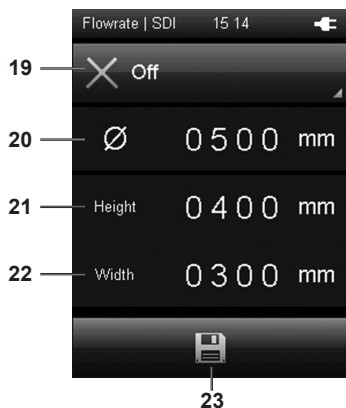 Flowrate | SDI 15 14
19 Off
20 Ø 0500 mm
21 Height 0400 mm
22 Width 0300 mm
23